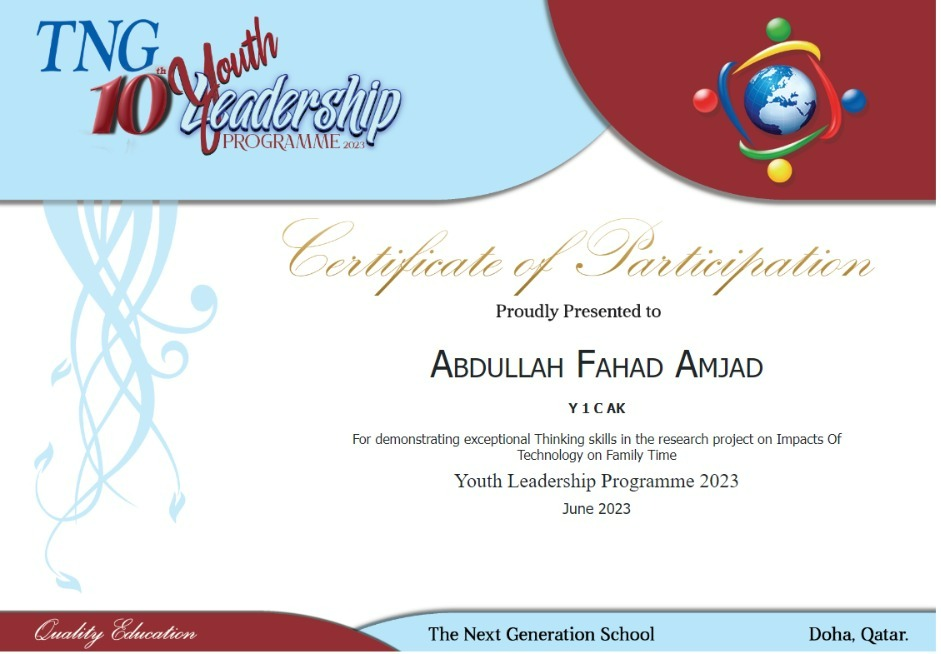 TNG
10th Youth
Leadership
PROGRAMME 2023
Certificate of Participation
Proudly Presented to
ABDULLAH FAHAD AMJAD
Y 1 C AK
For demonstrating exceptional Thinking skills in the research project on Impacts Of
Technology on Family Time
Youth Leadership Programme 2023
June 2023
Quality Education
The Next Generation School
Doha, Qatar.